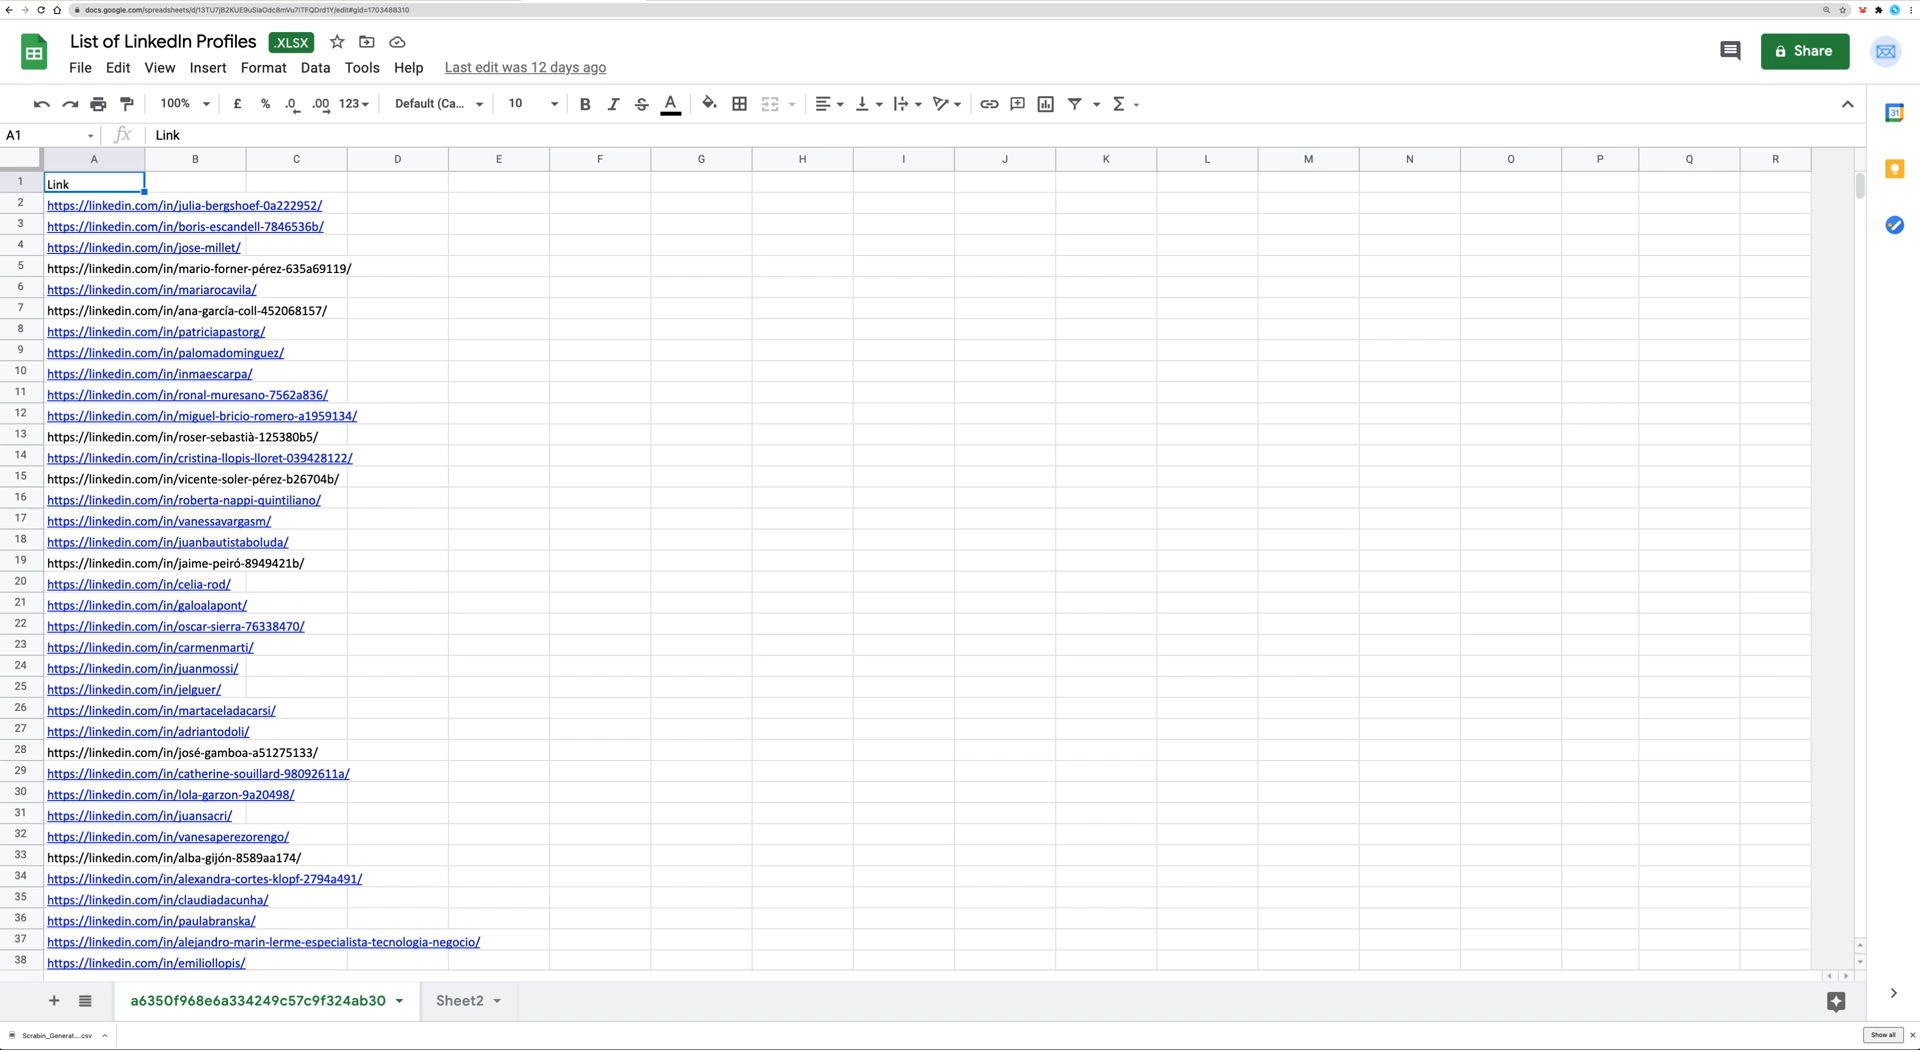 docs.google.com/spreadsheets/d/13TU7jB2KUE9uSiaOdc8mVu7lTFQDrd1Y/edit#gid=1703488310
List of LinkedIn Profiles .XLSX
Share
File Edit View Insert Format Data Tools Help Last edit was 12 days ago
100% £ % .0 .00 123 Default (Ca... 10 B I S A Σ
31
A1 fx Link
A B C D E F G H I J K L M N O P Q R
1 Link
2 https://linkedin.com/in/julia-bergshoef-0a222952/
3 https://linkedin.com/in/boris-escandell-7846536b/
4 https://linkedin.com/in/jose-millet/
5 https://linkedin.com/in/mario-forner-pérez-635a69119/
6 https://linkedin.com/in/mariarocavila/
7 https://linkedin.com/in/ana-garcía-coll-452068157/
8 https://linkedin.com/in/patriciapastorg/
9 https://linkedin.com/in/palomadominguez/
10 https://linkedin.com/in/inmaescarpa/
11 https://linkedin.com/in/ronal-muresano-7562a836/
12 https://linkedin.com/in/miguel-bricio-romero-a1959134/
13 https://linkedin.com/in/roser-sebastià-125380b5/
14 https://linkedin.com/in/cristina-llopis-lloret-039428122/
15 https://linkedin.com/in/vicente-soler-pérez-b26704b/
16 https://linkedin.com/in/roberta-nappi-quintiliano/
17 https://linkedin.com/in/vanessavargasm/
18 https://linkedin.com/in/juanbautistaboluda/
19 https://linkedin.com/in/jaime-peiró-8949421b/
20 https://linkedin.com/in/celia-rod/
21 https://linkedin.com/in/galoalapont/
22 https://linkedin.com/in/oscar-sierra-76338470/
23 https://linkedin.com/in/carmenmarti/
24 https://linkedin.com/in/juanmossi/
25 https://linkedin.com/in/jelguer/
26 https://linkedin.com/in/martaceladacarsi/
27 https://linkedin.com/in/adriantodoli/
28 https://linkedin.com/in/josé-gamboa-a51275133/
29 https://linkedin.com/in/catherine-souillard-98092611a/
30 https://linkedin.com/in/lola-garzon-9a20498/
31 https://linkedin.com/in/juansacri/
32 https://linkedin.com/in/vanesaperezorengo/
33 https://linkedin.com/in/alba-gijón-8589aa174/
34 https://linkedin.com/in/alexandra-cortes-klopf-2794a491/
35 https://linkedin.com/in/claudiadacunha/
36 https://linkedin.com/in/paulabranska/
37 https://linkedin.com/in/alejandro-marin-lerme-especialista-tecnologia-negocio/
38 https://linkedin.com/in/emiliollopis/
a6350f968e6a334249c57c9f324ab30 Sheet2
Scrabin_Generat....csv Show all